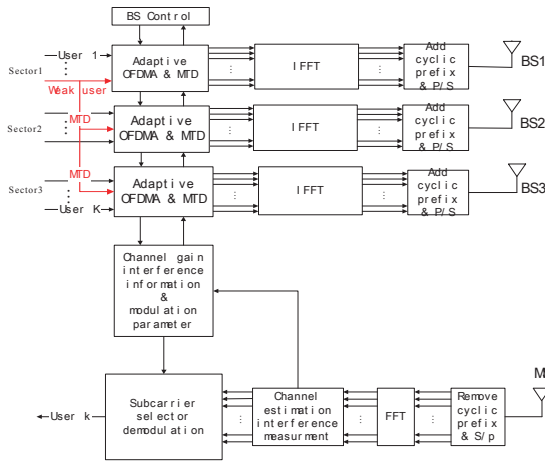 BS Control
User 1
Sector1
Weak user
Adaptive
OFDMA & MTD
IFFT
Add
cyclic
prefix
& P/S
BS1
Sector2
MTD
Adaptive
OFDMA & MTD
IFFT
Add
cyclic
prefix
& P/S
BS2
MTD
Sector3
User K
Adaptive
OFDMA & MTD
IFFT
Add
cyclic
prefix
& P/S
BS3
Channel gain
interference
information
&
modulation
parameter
User k
Subcarrier
selector
demodulation
Channel
estimation
interference
measurment
FFT
Remove
cyclic
prefix
& S/p